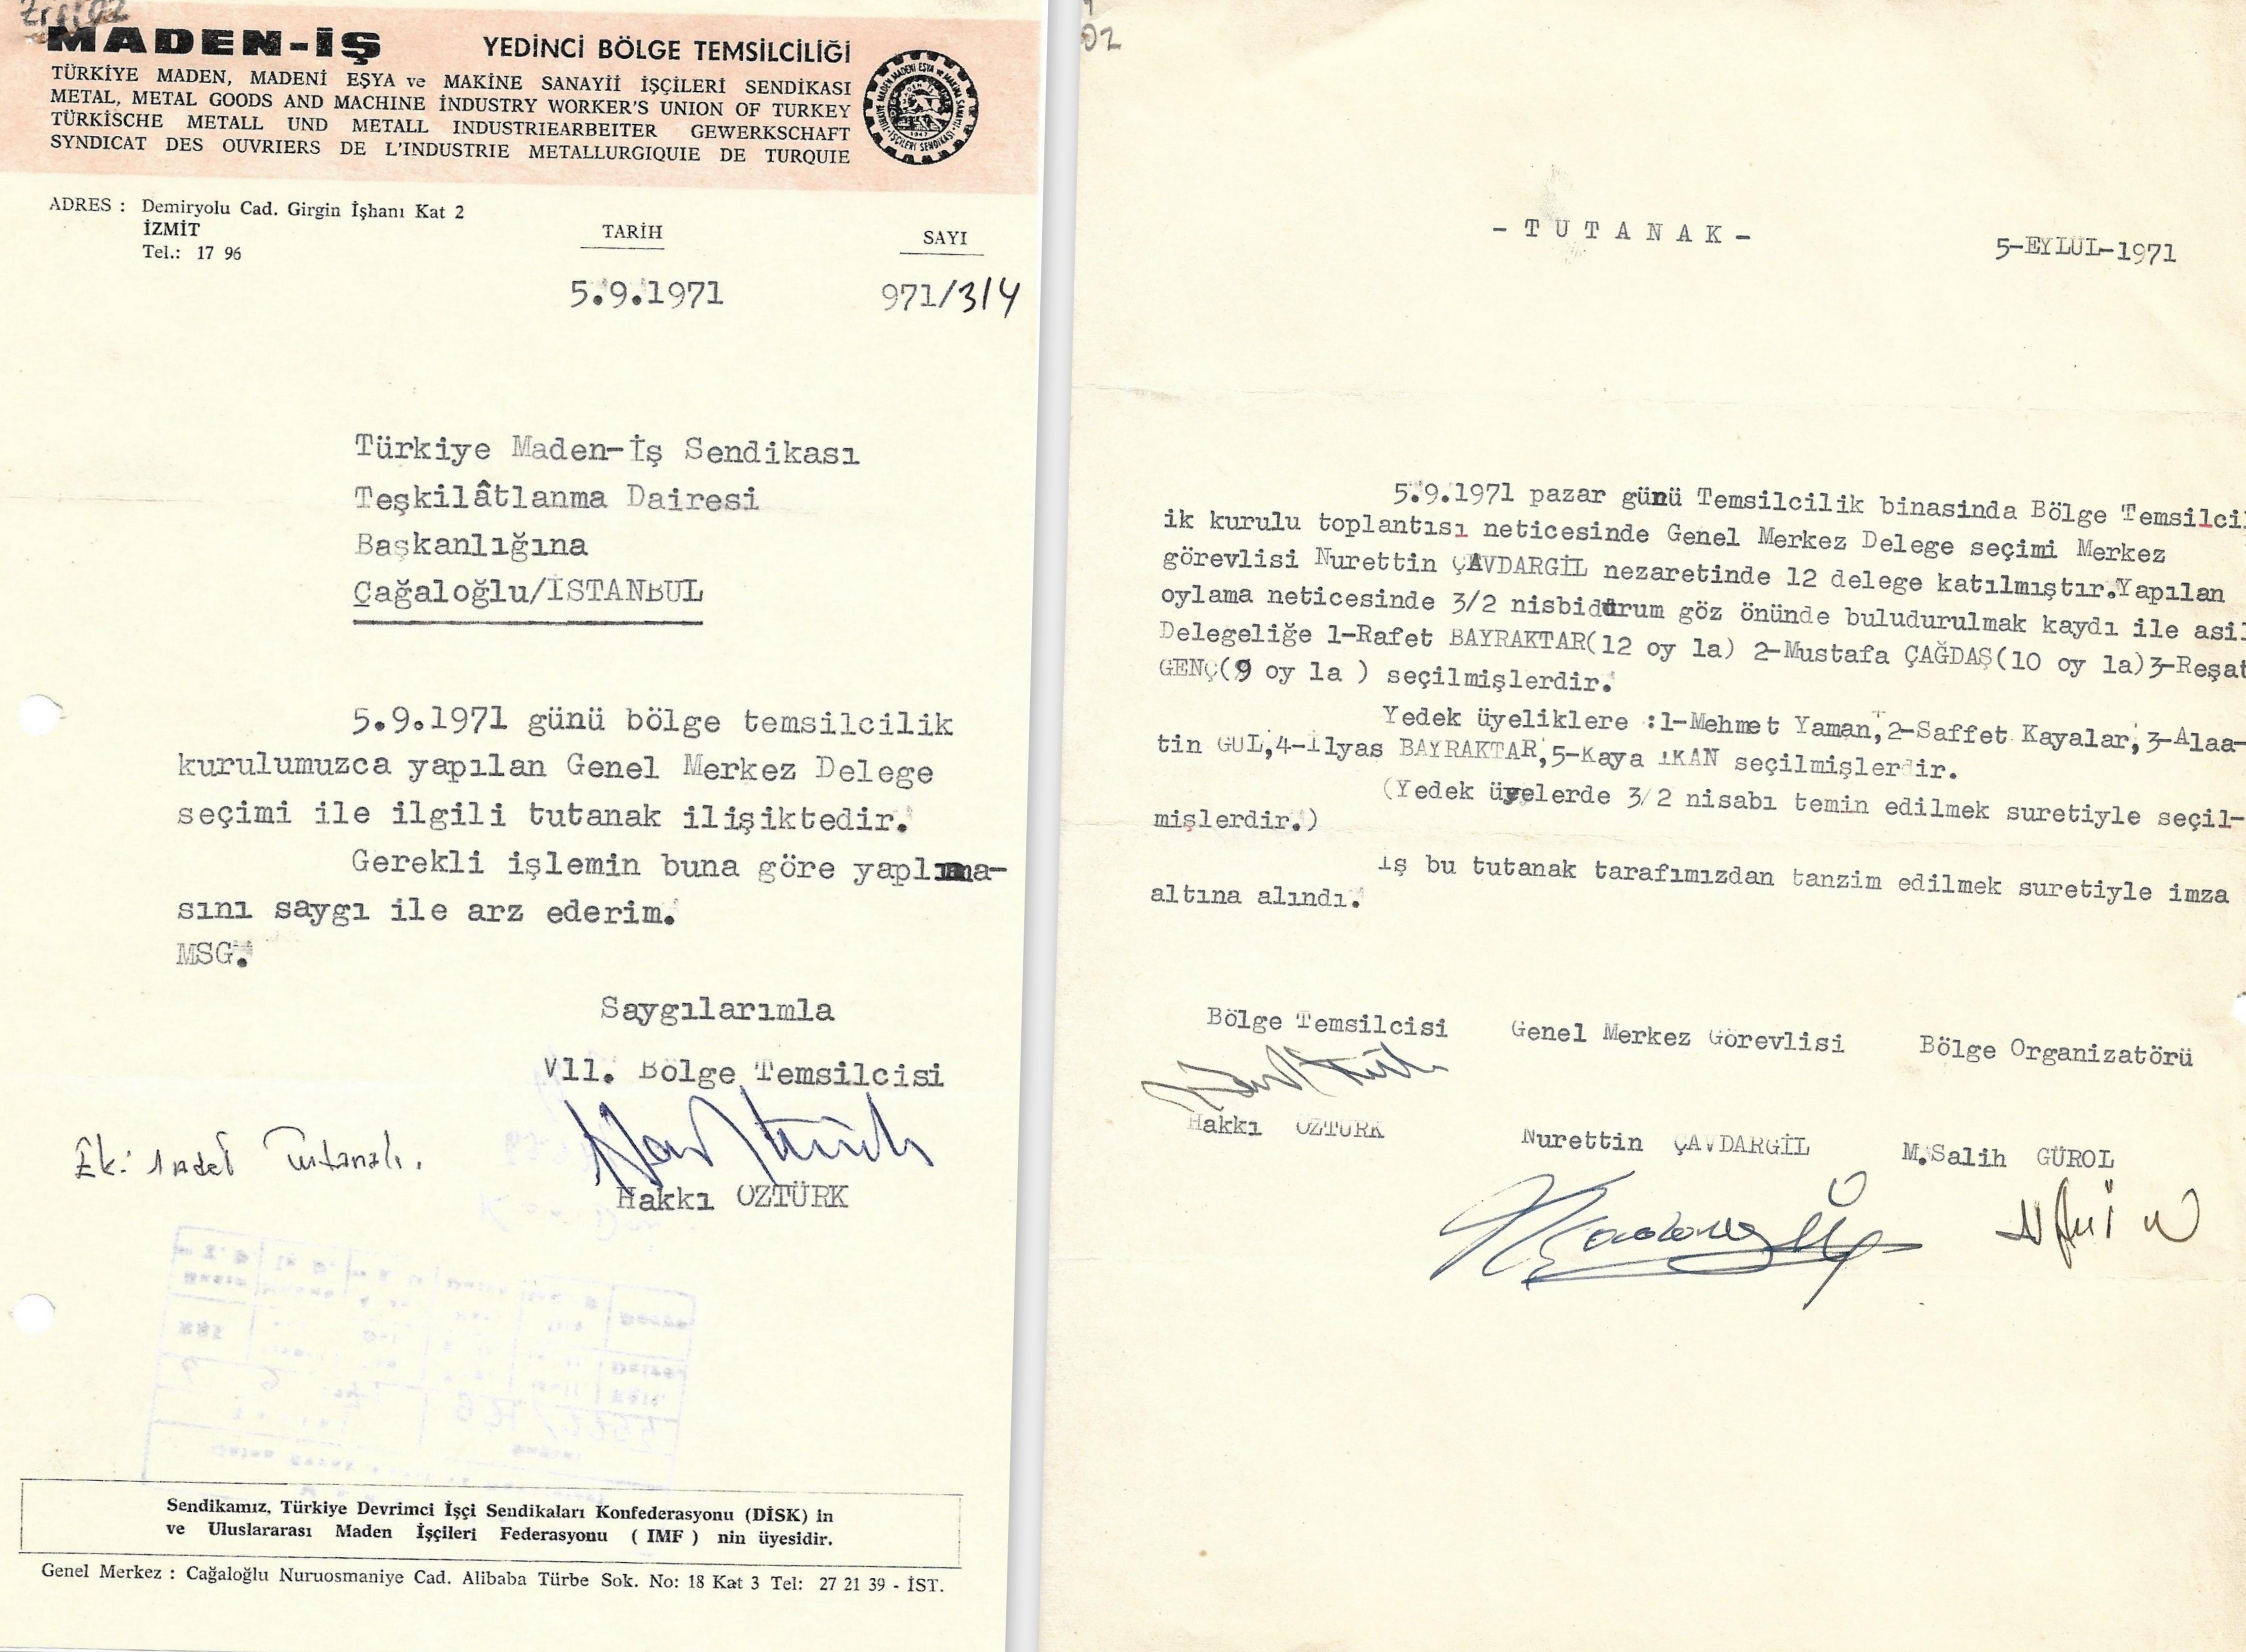 MADEN-İŞ YEDİNCİ BÖLGE TEMSİLCİLİĞİ
TÜRKİYE MADEN, MADENİ EŞYA ve MAKİNE SANAYİİ İŞÇİLERİ SENDİKASI
METAL, METAL GOODS AND MACHINE İNDUSTRY WORKER'S UNION OF TURKEY
TÜRKİSCHE METALL UND METALL INDUSTRIEARBEITER GEWERKSCHAFT
SYNDICAT DES OUVRIERS DE L'INDUSTRIE METALLURGIQUIE DE TURQUIE
ADRES : Demiryolu Cad. Girgin İşhanı Kat 2
İZMİT
Tel.: 17 96
TARİH
SAYI
5.9.1971
971/314
Türkiye Maden-İş Sendikası
Teşkilâtlanma Dairesi
Başkanlığına
Çağaloğlu/İSTANBUL
5.9.1971 günü bölge temsilcilik
kurulumuzca yapılan Genel Merkez Delege
seçimi ile ilgili tutanak ilişiktedir.
Gerekli işlemin buna göre yapılma-
sını saygı ile arz ederim.
MSG.
Saygılarımla
Vll. Bölge Temsilcisi
Hakkı OZTÜRK
Ek: 1 adet Tutanak.
Sendikamız, Türkiye Devrimci İşçi Sendikaları Konfederasyonu (DİSK) in
ve Uluslararası Maden İşçileri Federasyonu ( IMF ) nin üyesidir.
Genel Merkez : Cağaloğlu Nuruosmaniye Cad. Alibaba Türbe Sok. No: 18 Kat 3 Tel: 27 21 39 - İST.
02
-T U T A N A K-
5-EYLÜL-1971
5.9.1971 pazar günü Temsilcilik binasinda Bölge Temsilcil
ik kurulu toplantısı neticesinde Genel Merkez Delege seçimi Merkez
görevlisi Nurettin ÇAVDARGİL nezaretinde 12 delege katılmıştır.Yapılan
oylama neticesinde 3/2 nisbidurum göz önünde buludurulmak kaydı ile asil
Delegeliğe 1-Rafet BAYRAKTAR(12 oy la) 2-Mustafa ÇAĞDAŞ(10 oy la)3-Reşat
GENÇ(9 oy la ) seçilmişlerdir.
Yedek üyeliklere :1-Mehmet Yaman,2-Saffet Kayalar,3-Alaa-
tin GÜL,4-İlyas BAYRAKTAR,5-Kaya İKAN seçilmişlerdir.
(Yedek üyelerde 3/2 nisabı temin edilmek suretiyle seçil-
mişlerdir.)
İş bu tutanak tarafımızdan tanzim edilmek suretiyle imza
altına alındı.
Bölge Temsilcisi Genel Merkez Görevlisi Bölge Organizatörü
Hakkı OZTURK Nurettin ÇAVDARGİL M.Salih GÜROL